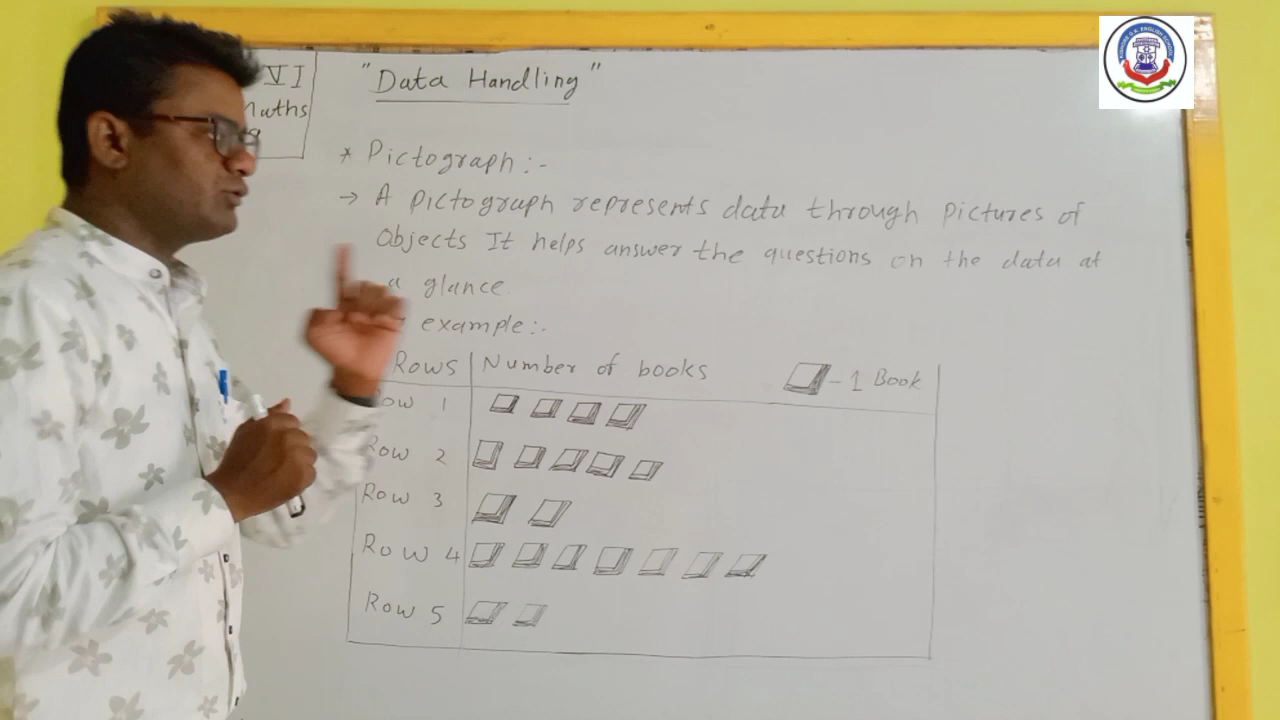 VI
Maths
"Data Handling"
* Pictograph:-
→ A pictograph represents data through pictures of
Objects It helps answer the questions on the data at
a glance.
example:-
Rows Number of books - 1 Book
Row 1
Row 2
Row 3
Row 4
Row 5